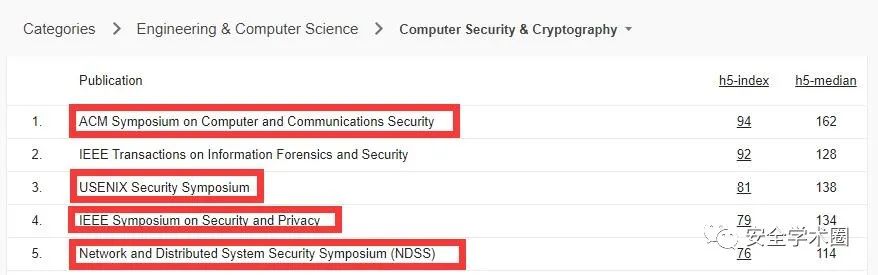 Categories > Engineering & Computer Science > Computer Security & Cryptography
Publication h5-index h5-median
1. ACM Symposium on Computer and Communications Security 94 162
2. IEEE Transactions on Information Forensics and Security 92 128
3. USENIX Security Symposium 81 138
4. IEEE Symposium on Security and Privacy 79 134
5. Network and Distributed System Security Symposium (NDSS) 76 114
安全学术圈